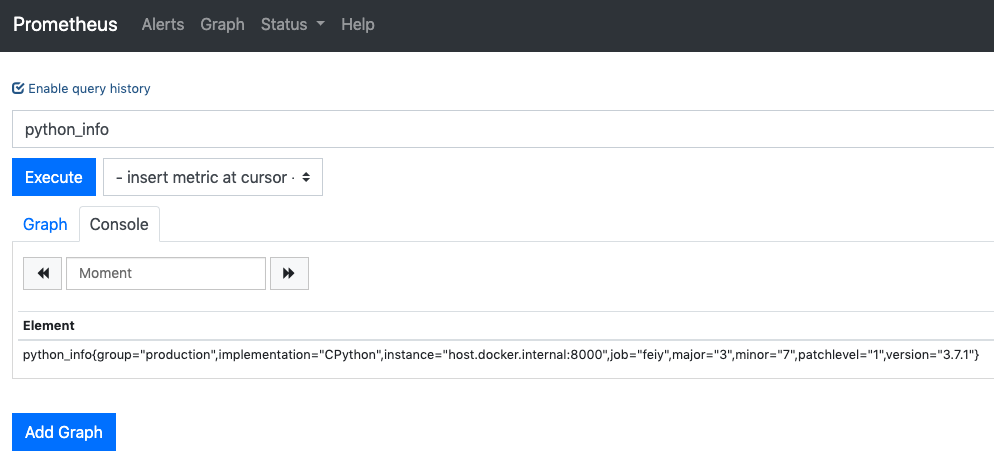 Prometheus Alerts Graph Status Help
Enable query history
python_info
Execute - insert metric at cursor -
Graph Console
Moment
Element
python_info{group="production",implementation="CPython",instance="host.docker.internal:8000",job="feiy",major="3",minor="7",patchlevel="1",version="3.7.1"}
Add Graph